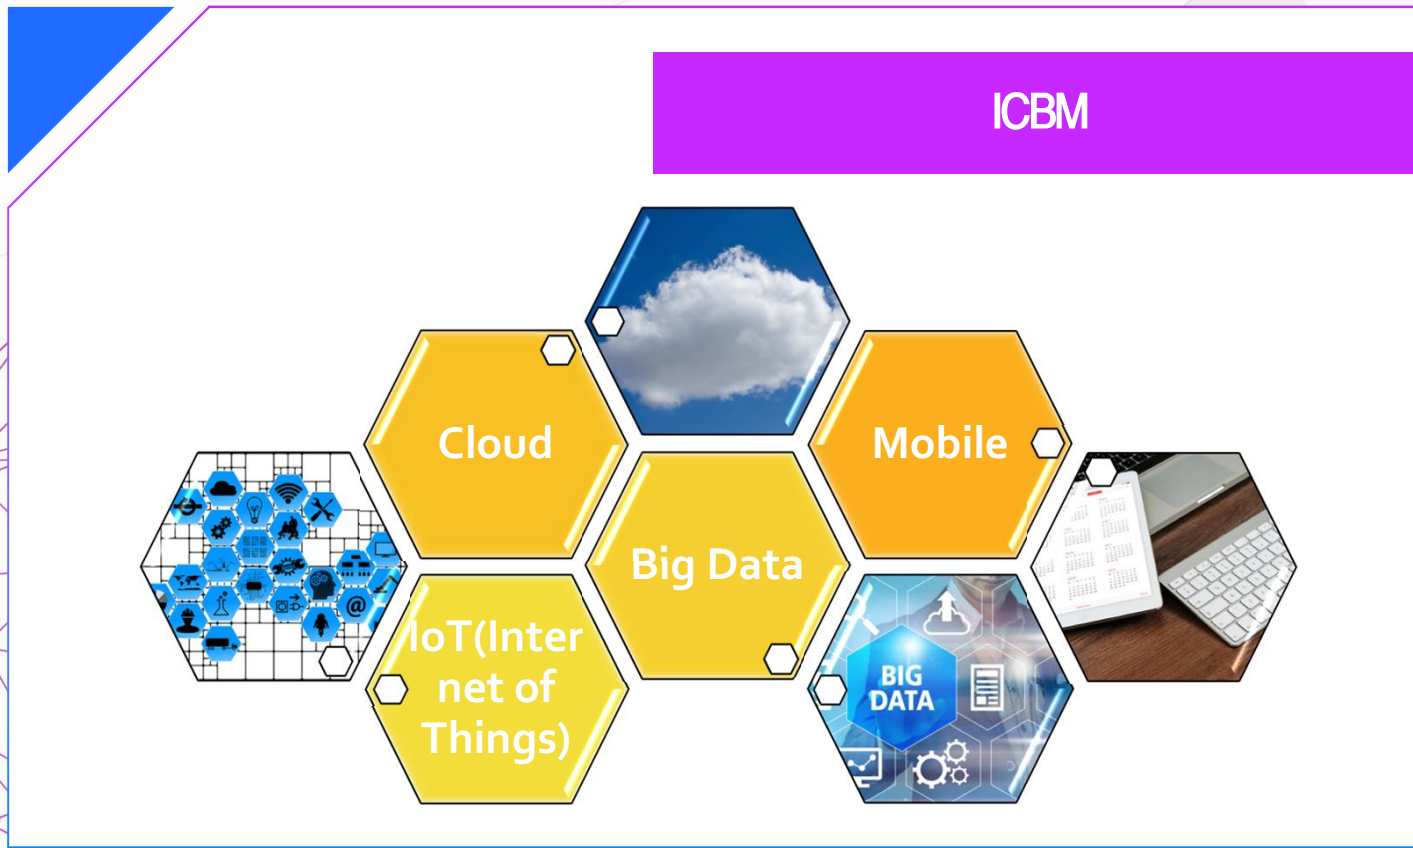 ICBM
Cloud
Mobile
Big Data
IoT(Inter
net of
Things)
BIG
DATA
@